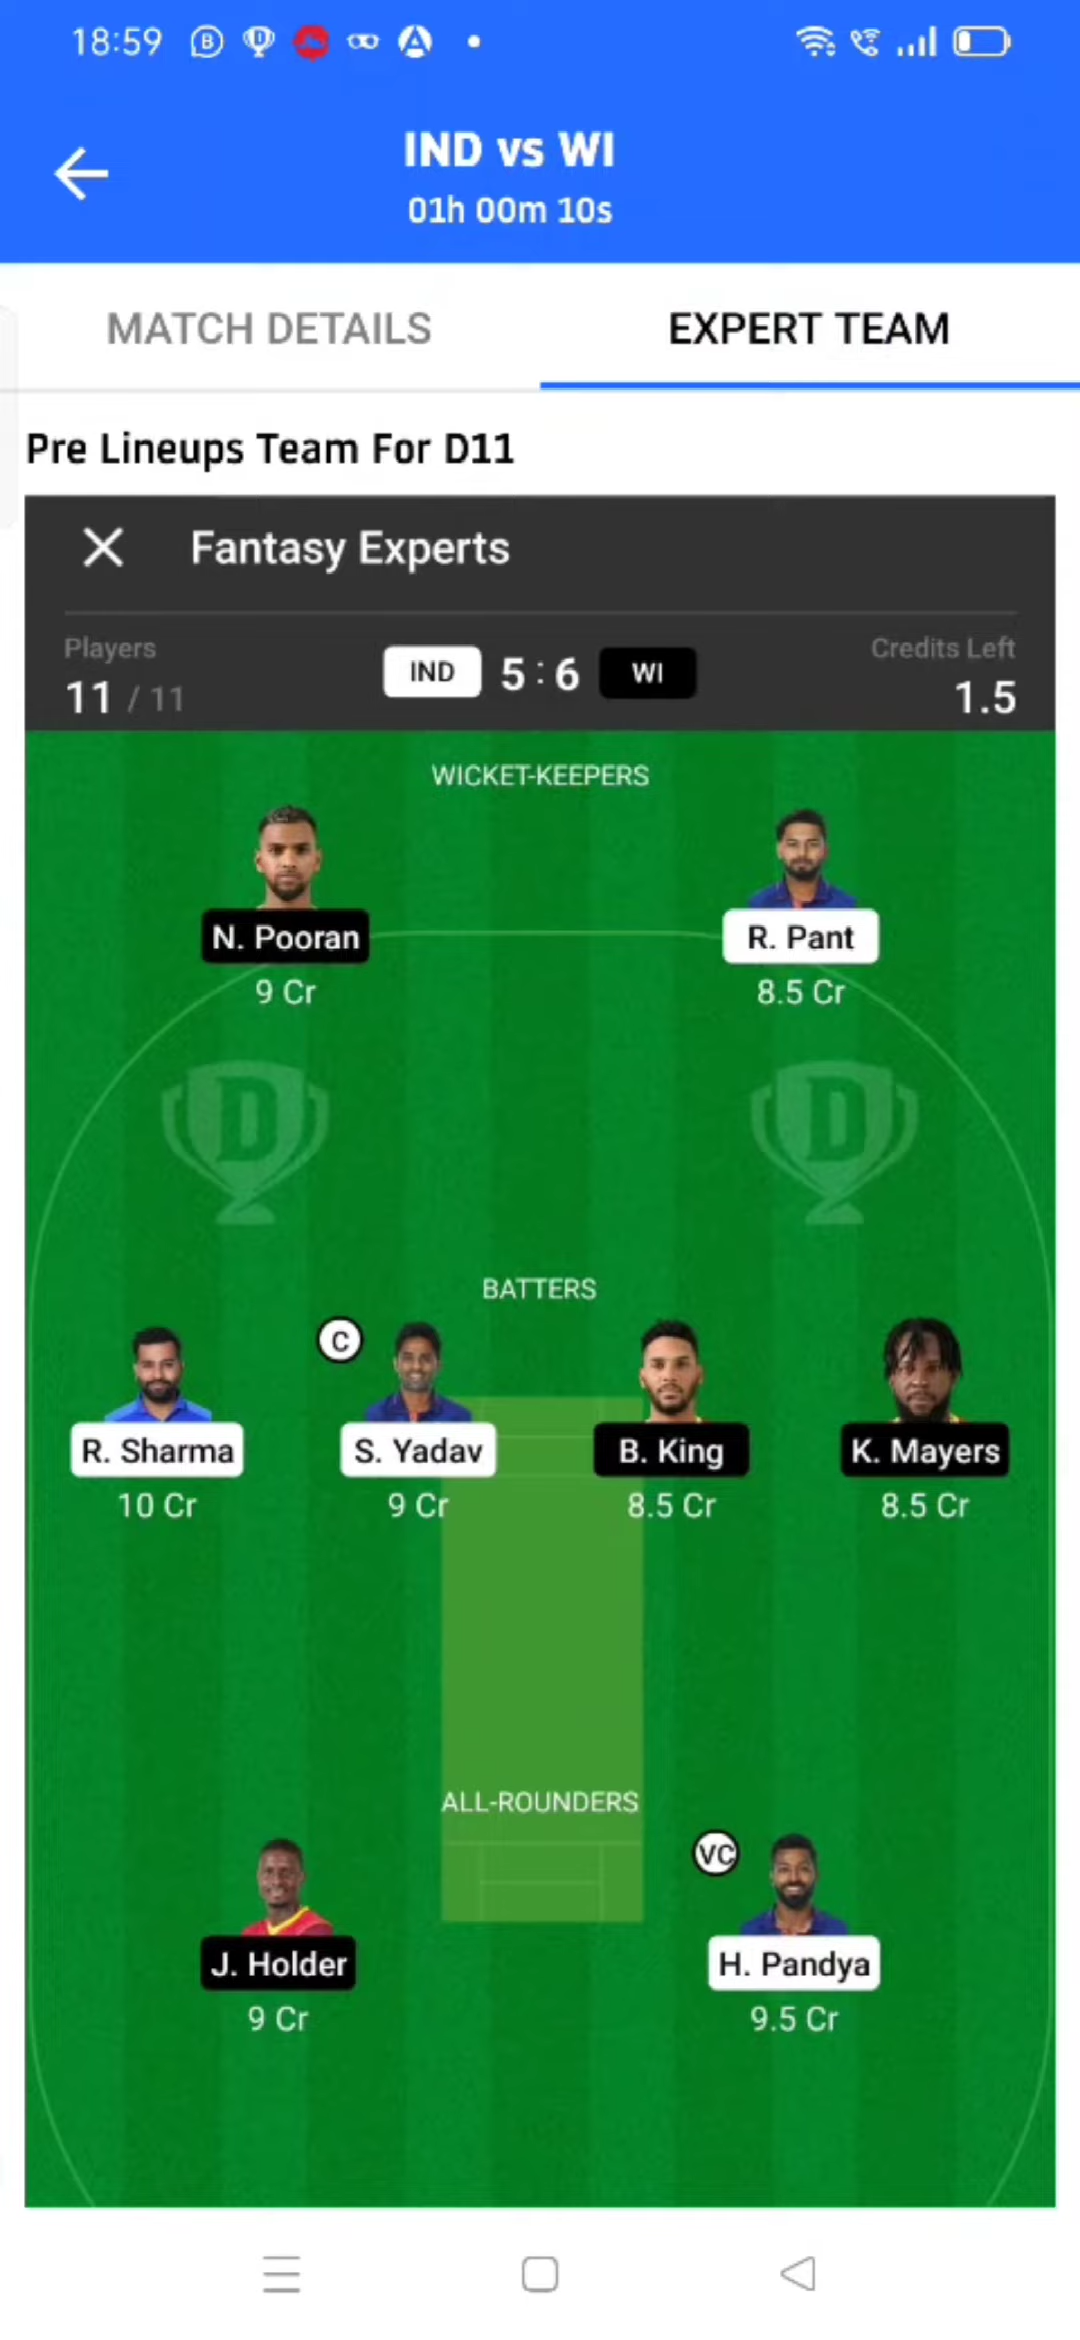 18:59
IND vs WI
01h 00m 10s
MATCH DETAILS EXPERT TEAM
Pre Lineups Team For D11
Fantasy Experts
Players Credits Left
11 / 11 IND 5 : 6 WI 1.5
WICKET-KEEPERS
N. Pooran R. Pant
9 Cr 8.5 Cr
D D
BATTERS
C
R. Sharma S. Yadav B. King K. Mayers
10 Cr 9 Cr 8.5 Cr 8.5 Cr
ALL-ROUNDERS
VC
J. Holder H. Pandya
9 Cr 9.5 Cr